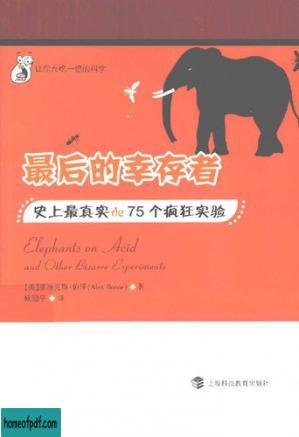 让你大吃一惊的科学
最后的幸存者
史上最真实de 75个疯狂实验
Elephants on Acid
and Other Bizarre Experiments
[美] 亚历克斯·伯泽(Alex Boese) ◆ 著
◆ 译
上海科技教育出版社
homeofpdf.com